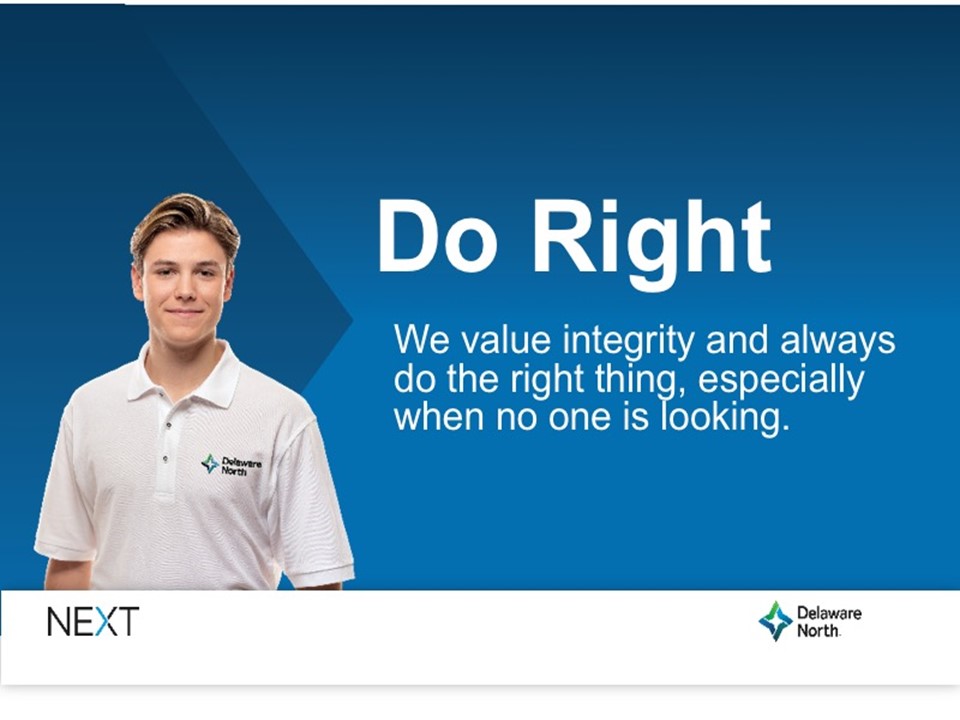 Do Right
We value integrity and always
do the right thing, especially
when no one is looking.
Delaware
North
NEXT
Delaware
North.